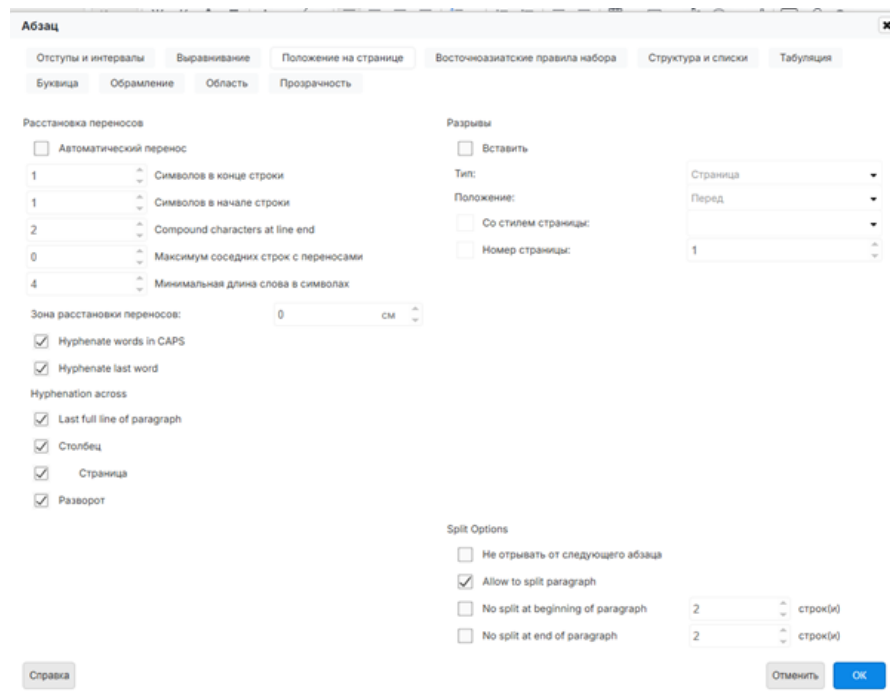 Абзац
Отступы и интервалы Выравнивание Положение на странице Восточноазиатские правила набора Структура и списки Табуляция
Буквица Обрамление Область Прозрачность
Расстановка переносов
Автоматический перенос
1 Символов в конце строки
1 Символов в начале строки
2 Compound characters at line end
0 Максимум соседних строк с переносами
4 Минимальная длина слова в символах
Зона расстановки переносов: 0 см
Hyphenate words in CAPS
Hyphenate last word
Hyphenation across
Last full line of paragraph
Столбец
Страница
Разворот
Разрывы
Вставить
Тип: Страница
Положение: Перед
Со стилем страницы:
Номер страницы: 1
Split Options
Не отрывать от следующего абзаца
Allow to split paragraph
No split at beginning of paragraph 2 строк(и)
No split at end of paragraph 2 строк(и)
Справка Отменить ОК